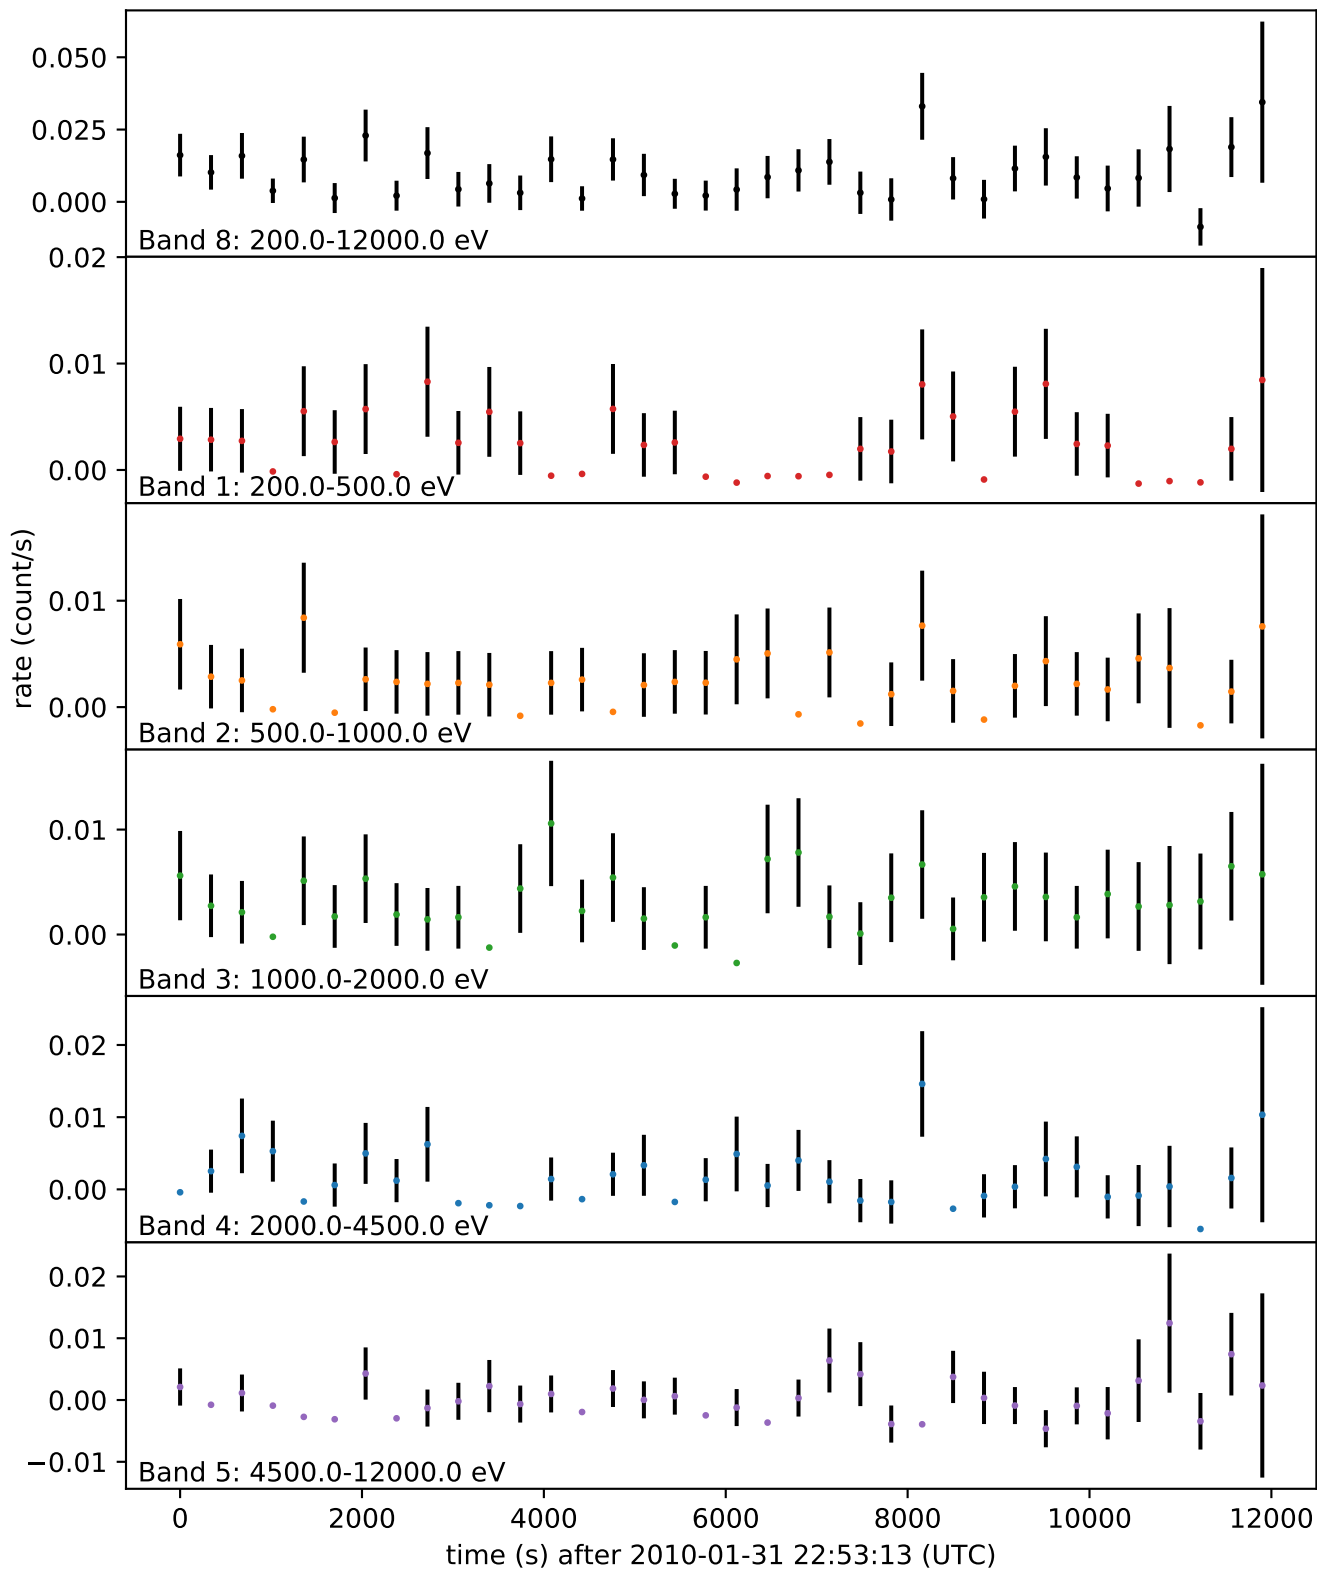 0.050
0.025
0.000
Band 8: 200.0-12000.0 eV
0.02
0.01
0.00
Band 1: 200.0-500.0 eV
0.01
0.00
Band 2: 500.0-1000.0 eV
rate (count/s)
0.01
0.00
Band 3: 1000.0-2000.0 eV
0.02
0.01
0.00
Band 4: 2000.0-4500.0 eV
0.02
0.01
0.00
−0.01
Band 5: 4500.0-12000.0 eV
0 2000 4000 6000 8000 10000 12000
time (s) after 2010-01-31 22:53:13 (UTC)